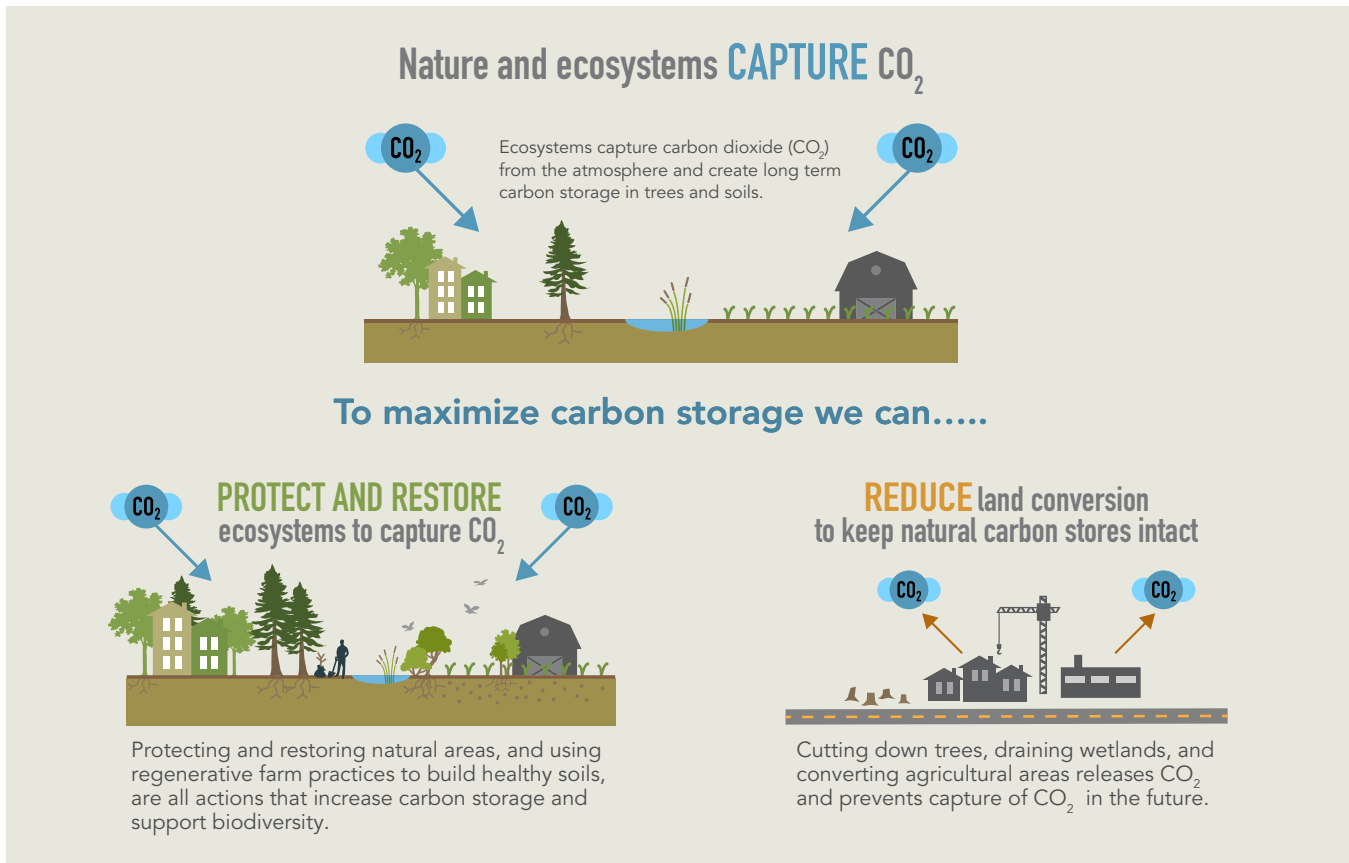 Nature and ecosystems CAPTURE CO₂
CO₂
CO₂
Ecosystems capture carbon dioxide (CO₂)
from the atmosphere and create long term
carbon storage in trees and soils.
To maximize carbon storage we can.....
CO₂
PROTECT AND RESTORE
ecosystems to capture CO₂
CO₂
Protecting and restoring natural areas, and using
regenerative farm practices to build healthy soils,
are all actions that increase carbon storage and
support biodiversity.
REDUCE land conversion
to keep natural carbon stores intact
CO₂
CO₂
Cutting down trees, draining wetlands, and
converting agricultural areas releases CO₂
and prevents capture of CO₂ in the future.